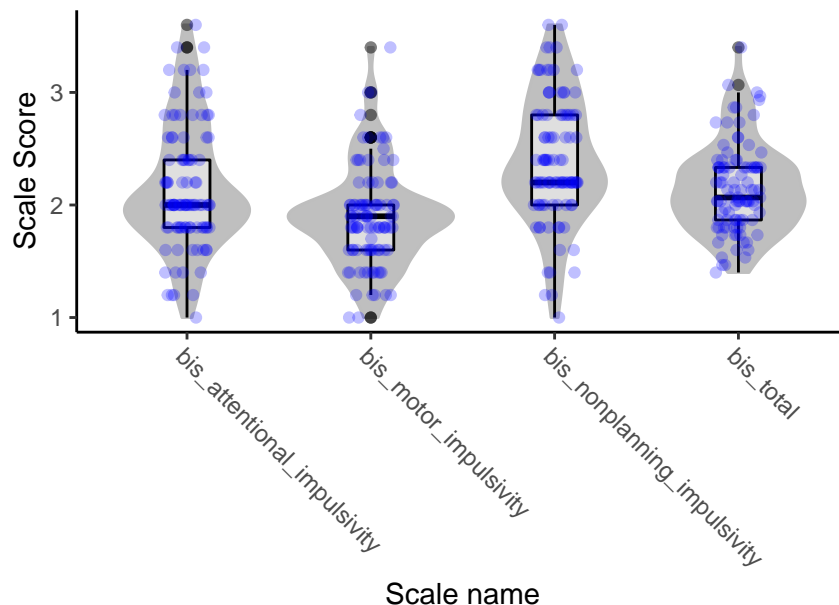 Scale Score
3
2
1
bis_attentional_impulsivity
bis_motor_impulsivity
bis_nonplanning_impulsivity
bis_total
Scale name